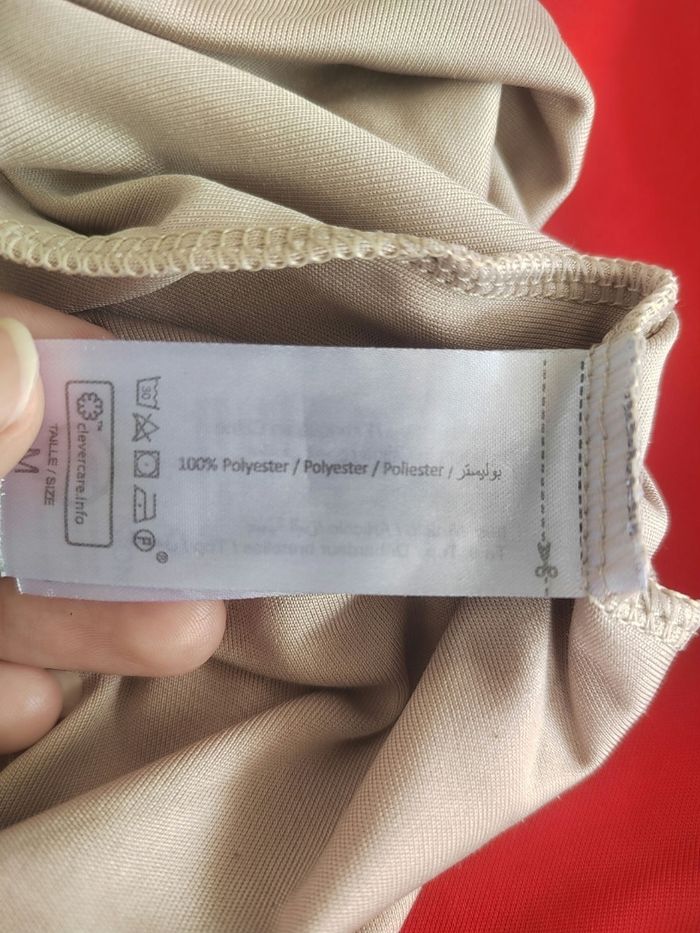 100% Polyester / Polyester / Poliester / بوليستر
30
P
®
clevercare.info
TAILLE / SIZE
M